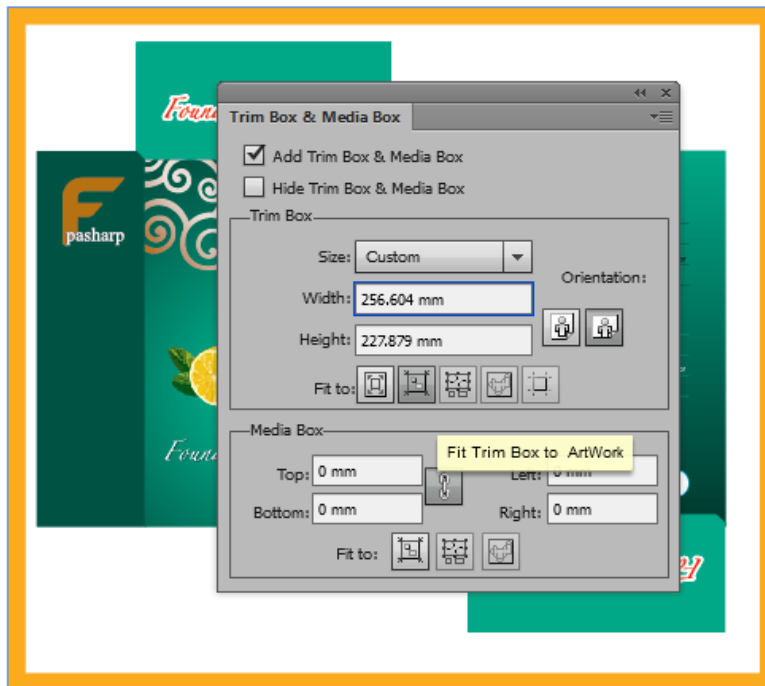 Trim Box & Media Box
Add Trim Box & Media Box
Hide Trim Box & Media Box
Trim Box
Size: Custom
Orientation:
Width: 256.604 mm
Height: 227.879 mm
Fit to:
Media Box
Fit Trim Box to ArtWork
Top: 0 mm
Left: 0 mm
Bottom: 0 mm
Right: 0 mm
Fit to:
F
pasharp